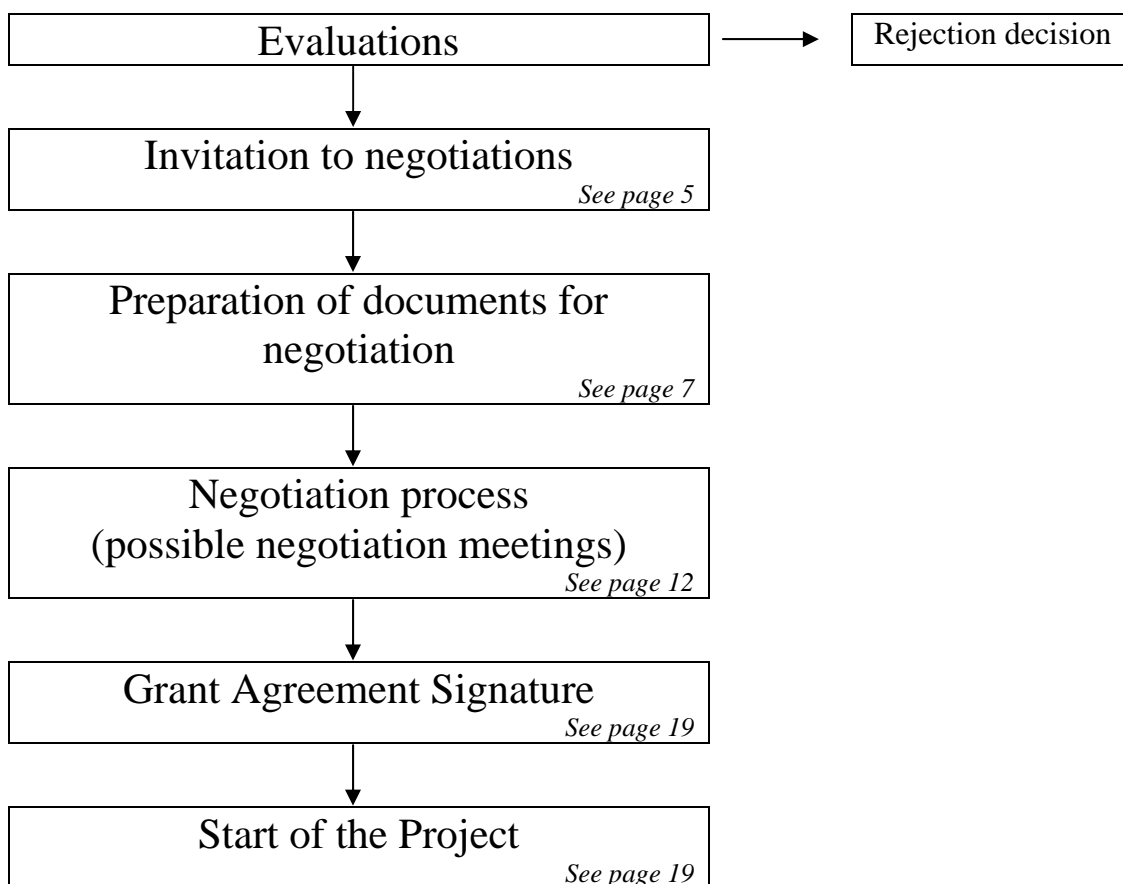 Evaluations
Rejection decision
Invitation to negotiations
See page 5
Preparation of documents for
negotiation
See page 7
Negotiation process
(possible negotiation meetings)
See page 12
Grant Agreement Signature
See page 19
Start of the Project
See page 19